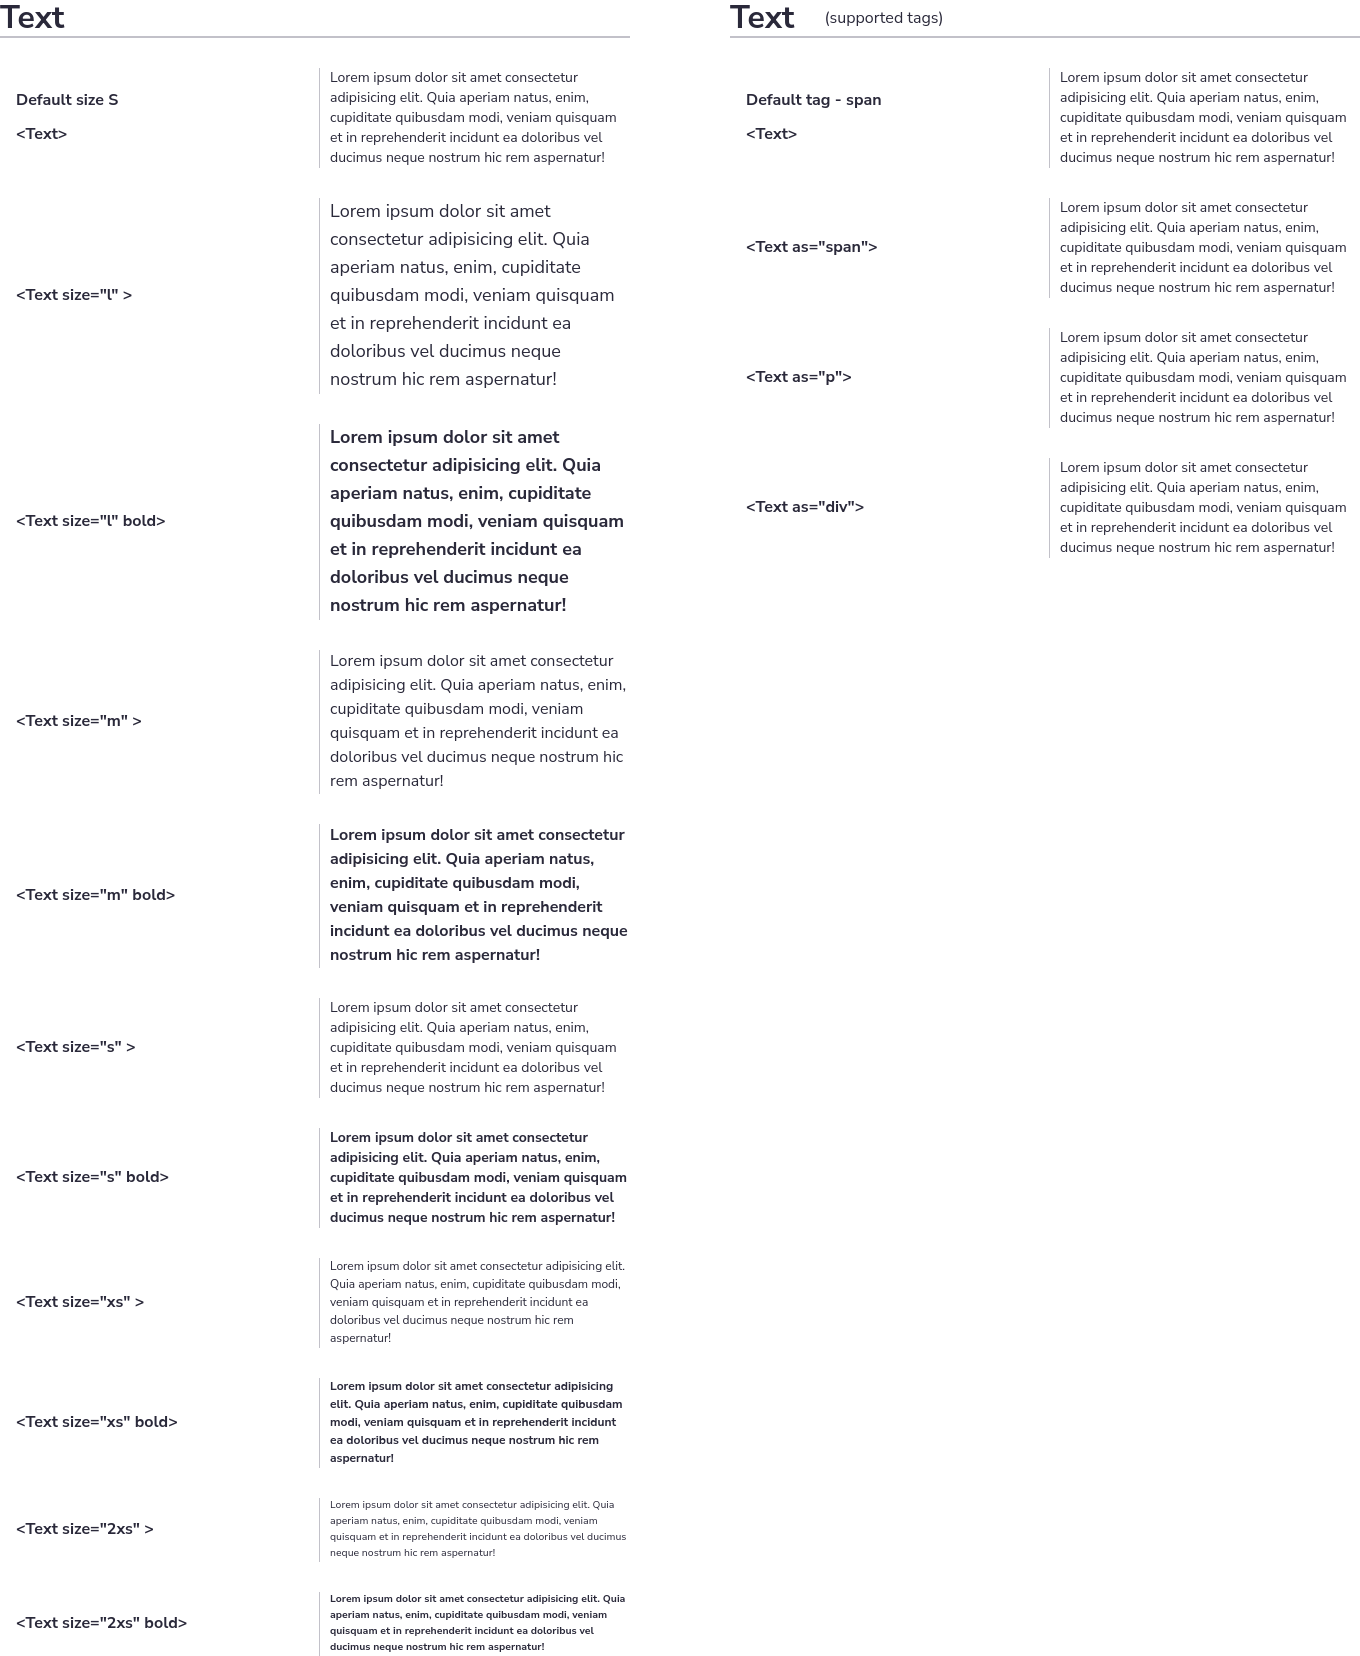 Text
Default size S
<Text>
Lorem ipsum dolor sit amet consectetur
adipisicing elit. Quia aperiam natus, enim,
cupiditate quibusdam modi, veniam quisquam
et in reprehenderit incidunt ea doloribus vel
ducimus neque nostrum hic rem aspernatur!
<Text size="l" >
Lorem ipsum dolor sit amet
consectetur adipisicing elit. Quia
aperiam natus, enim, cupiditate
quibusdam modi, veniam quisquam
et in reprehenderit incidunt ea
doloribus vel ducimus neque
nostrum hic rem aspernatur!
<Text size="l" bold>
Lorem ipsum dolor sit amet
consectetur adipisicing elit. Quia
aperiam natus, enim, cupiditate
quibusdam modi, veniam quisquam
et in reprehenderit incidunt ea
doloribus vel ducimus neque
nostrum hic rem aspernatur!
<Text size="m" >
Lorem ipsum dolor sit amet consectetur
adipisicing elit. Quia aperiam natus, enim,
cupiditate quibusdam modi, veniam
quisquam et in reprehenderit incidunt ea
doloribus vel ducimus neque nostrum hic
rem aspernatur!
<Text size="m" bold>
Lorem ipsum dolor sit amet consectetur
adipisicing elit. Quia aperiam natus,
enim, cupiditate quibusdam modi,
veniam quisquam et in reprehenderit
incidunt ea doloribus vel ducimus neque
nostrum hic rem aspernatur!
<Text size="s" >
Lorem ipsum dolor sit amet consectetur
adipisicing elit. Quia aperiam natus, enim,
cupiditate quibusdam modi, veniam quisquam
et in reprehenderit incidunt ea doloribus vel
ducimus neque nostrum hic rem aspernatur!
<Text size="s" bold>
Lorem ipsum dolor sit amet consectetur
adipisicing elit. Quia aperiam natus, enim,
cupiditate quibusdam modi, veniam quisquam
et in reprehenderit incidunt ea doloribus vel
ducimus neque nostrum hic rem aspernatur!
<Text size="xs" >
Lorem ipsum dolor sit amet consectetur adipisicing elit.
Quia aperiam natus, enim, cupiditate quibusdam modi,
veniam quisquam et in reprehenderit incidunt ea
doloribus vel ducimus neque nostrum hic rem
aspernatur!
<Text size="xs" bold>
Lorem ipsum dolor sit amet consectetur adipisicing
elit. Quia aperiam natus, enim, cupiditate quibusdam
modi, veniam quisquam et in reprehenderit incidunt
ea doloribus vel ducimus neque nostrum hic rem
aspernatur!
<Text size="2xs" >
Lorem ipsum dolor sit amet consectetur adipisicing elit. Quia
aperiam natus, enim, cupiditate quibusdam modi, veniam
quisquam et in reprehenderit incidunt ea doloribus vel ducimus
neque nostrum hic rem aspernatur!
<Text size="2xs" bold>
Lorem ipsum dolor sit amet consectetur adipisicing elit. Quia
aperiam natus, enim, cupiditate quibusdam modi, veniam
quisquam et in reprehenderit incidunt ea doloribus vel
ducimus neque nostrum hic rem aspernatur!
Text (supported tags)
Default tag - span
<Text>
Lorem ipsum dolor sit amet consectetur
adipisicing elit. Quia aperiam natus, enim,
cupiditate quibusdam modi, veniam quisquam
et in reprehenderit incidunt ea doloribus vel
ducimus neque nostrum hic rem aspernatur!
<Text as="span">
Lorem ipsum dolor sit amet consectetur
adipisicing elit. Quia aperiam natus, enim,
cupiditate quibusdam modi, veniam quisquam
et in reprehenderit incidunt ea doloribus vel
ducimus neque nostrum hic rem aspernatur!
<Text as="p">
Lorem ipsum dolor sit amet consectetur
adipisicing elit. Quia aperiam natus, enim,
cupiditate quibusdam modi, veniam quisquam
et in reprehenderit incidunt ea doloribus vel
ducimus neque nostrum hic rem aspernatur!
<Text as="div">
Lorem ipsum dolor sit amet consectetur
adipisicing elit. Quia aperiam natus, enim,
cupiditate quibusdam modi, veniam quisquam
et in reprehenderit incidunt ea doloribus vel
ducimus neque nostrum hic rem aspernatur!